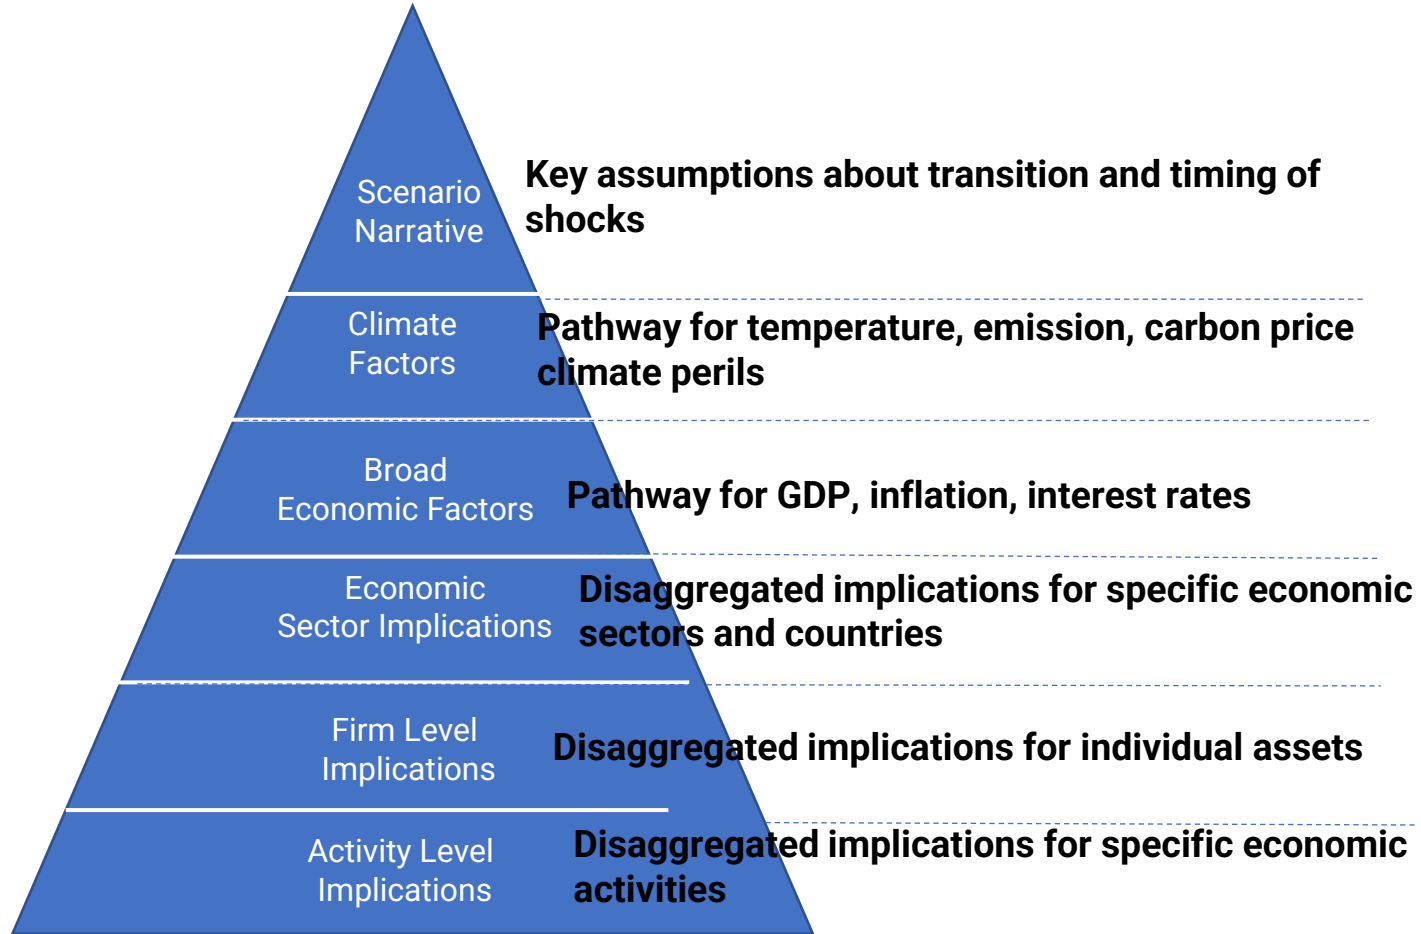 Scenario
Narrative
Key assumptions about transition and timing of
shocks
Climate
Factors
Pathway for temperature, emission, carbon price
climate perils
Broad
Economic Factors
Pathway for GDP, inflation, interest rates
Economic
Sector Implications
Disaggregated implications for specific economic
sectors and countries
Firm Level
Implications
Disaggregated implications for individual assets
Activity Level
Implications
Disaggregated implications for specific economic
activities